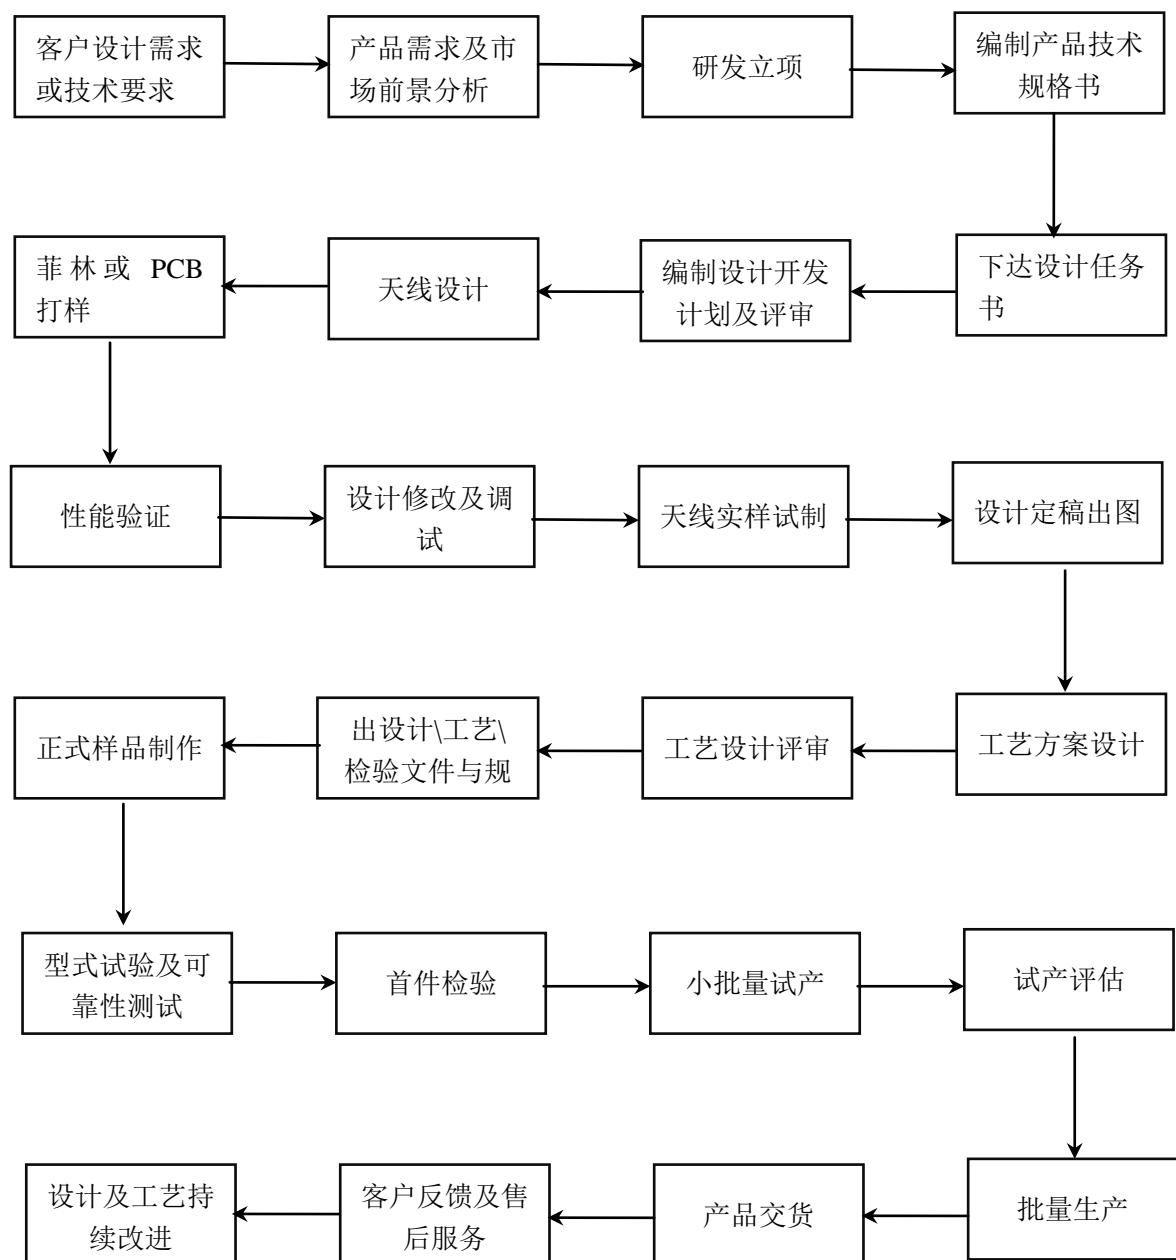 客户设计需求
或技术要求
产品需求及市
场前景分析
研发立项
编制产品技术
规格书
下达设计任务
书
编制设计开发
计划及评审
天线设计
菲林或 PCB
打样
性能验证
设计修改及调
试
天线实样试制
设计定稿出图
工艺方案设计
工艺设计评审
出设计\工艺\
检验文件与规
正式样品制作
型式试验及可
靠性测试
首件检验
小批量试产
试产评估
批量生产
产品交货
客户反馈及售
后服务
设计及工艺持
续改进